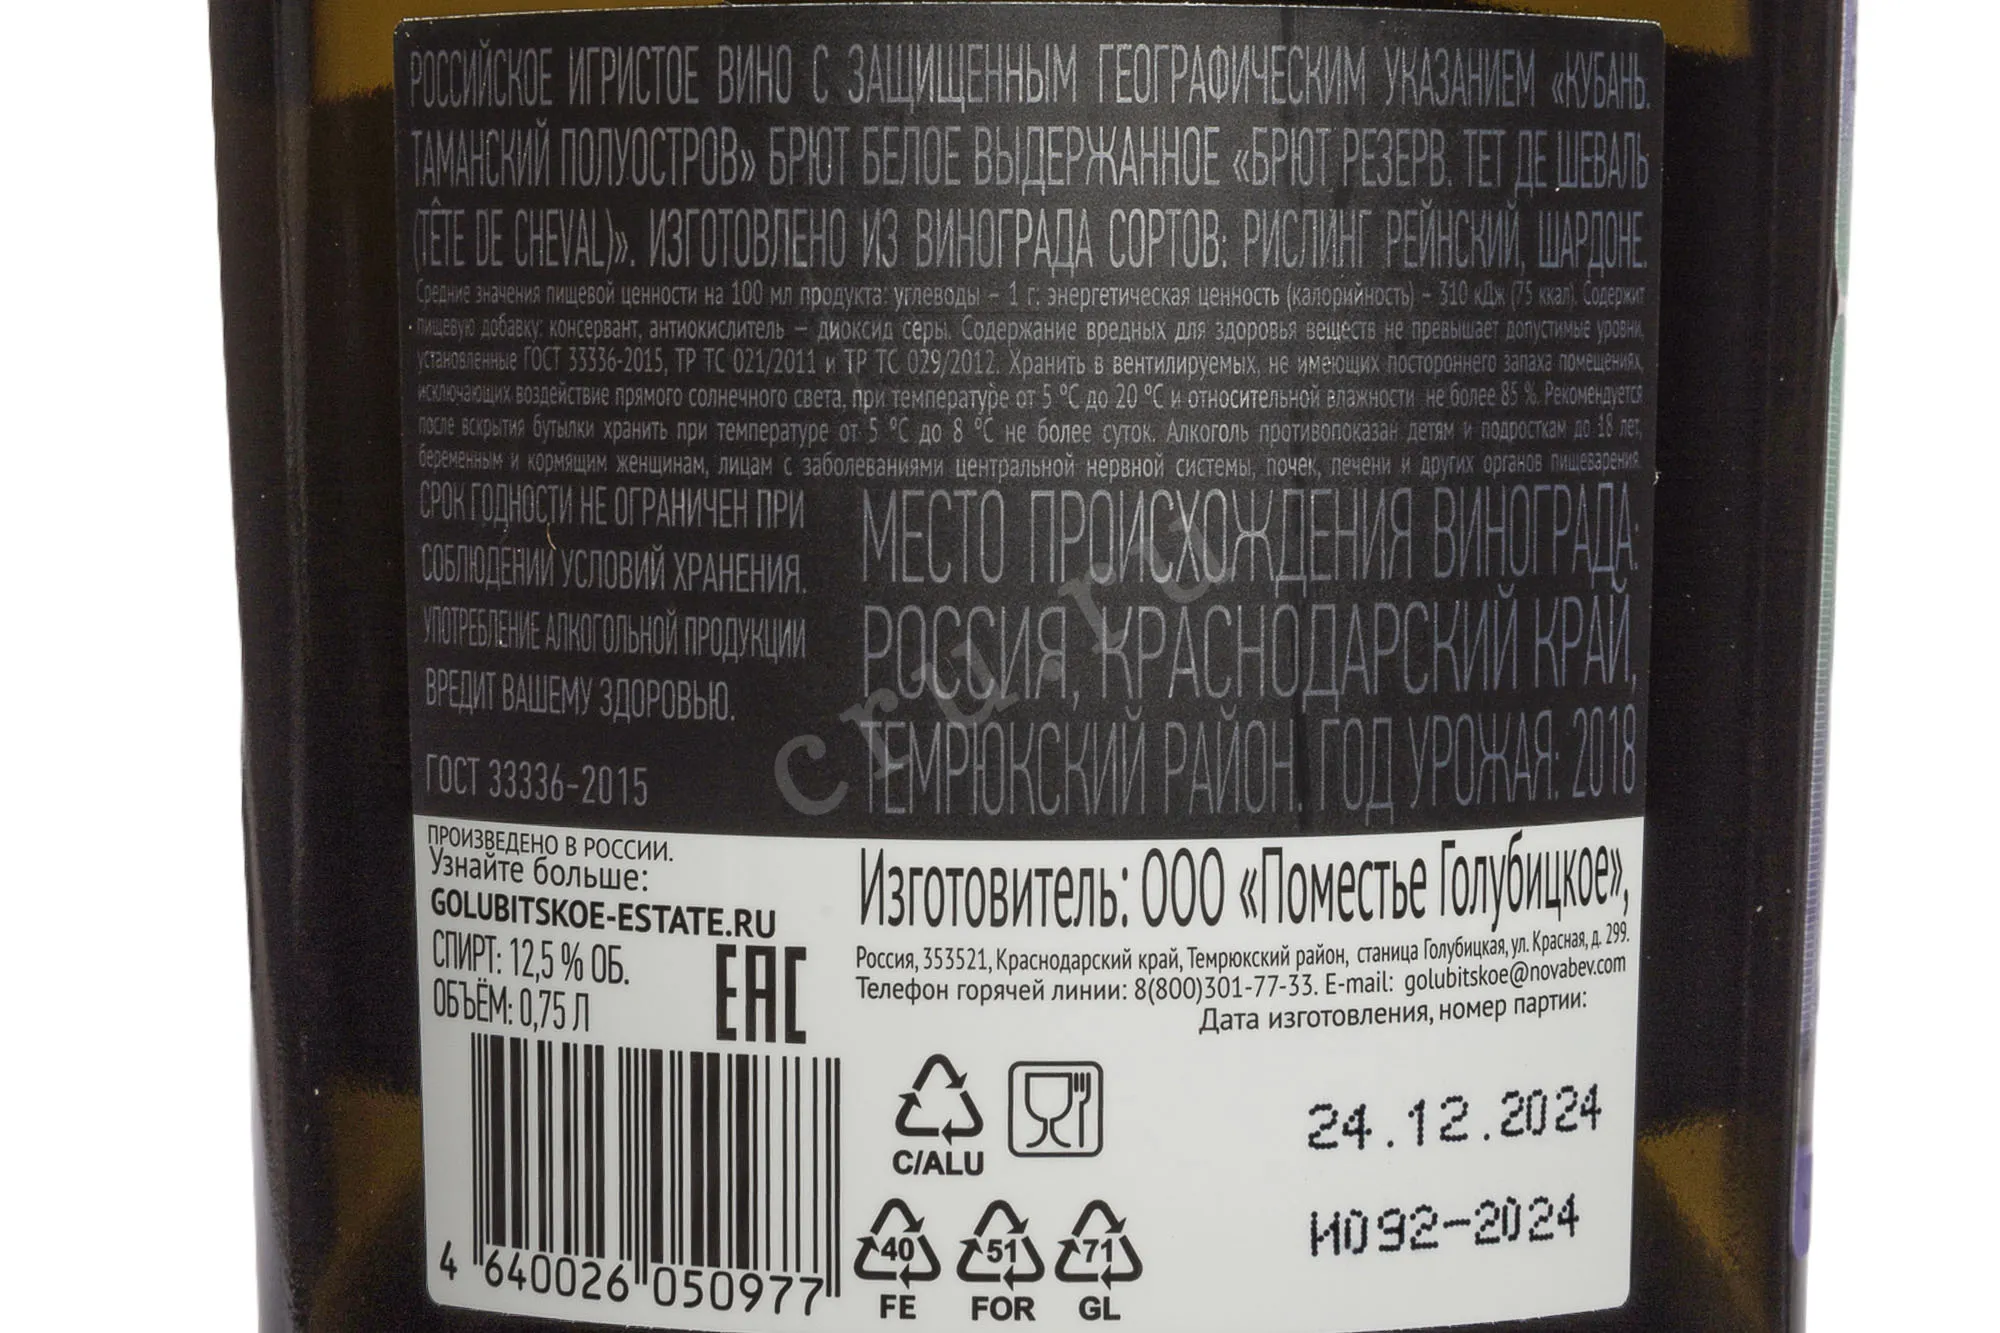 РОССИЙСКОЕ ИГРИСТОЕ ВИНО С ЗАЩИЩЕННЫМ ГЕОГРАФИЧЕСКИМ УКАЗАНИЕМ «КУБАНЬ.
ТАМАНСКИЙ ПОЛУОСТРОВ» БРЮТ БЕЛОЕ ВЫДЕРЖАННОЕ «БРЮТ РЕЗЕРВ. ТЕТ ДЕ ШЕВАЛЬ
(TÊTE DE CHEVAL)». ИЗГОТОВЛЕНО ИЗ ВИНОГРАДА СОРТОВ: РИСЛИНГ РЕЙНСКИЙ, ШАРДОНЕ.
Средние значения пищевой ценности на 100 мл продукта: углеводы – 1 г; энергетическая ценность (калорийность) – 310 кДж (75 ккал). Содержит
пищевую добавку: консервант, антиокислитель — диоксид серы. Содержание вредных для здоровья веществ не превышает допустимые уровни,
установленные ГОСТ 33336-2015, ТР ТС 021/2011 и ТР ТС 029/2012. Хранить в вентилируемых, не имеющих постороннего запаха помещениях,
исключающих воздействие прямого солнечного света, при температуре от 5 °С до 20 °С и относительной влажности не более 85 %. Рекомендуется
после вскрытия бутылки хранить при температуре от 5 °С до 8 °С не более суток. Алкоголь противопоказан детям и подросткам до 18 лет,
беременным и кормящим женщинам, лицам с заболеваниями центральной нервной системы, почек, печени и других органов пищеварения.
СРОК ГОДНОСТИ НЕ ОГРАНИЧЕН ПРИ
СОБЛЮДЕНИИ УСЛОВИЙ ХРАНЕНИЯ.
УПОТРЕБЛЕНИЕ АЛКОГОЛЬНОЙ ПРОДУКЦИИ
ВРЕДИТ ВАШЕМУ ЗДОРОВЬЮ.
ГОСТ 33336-2015
МЕСТО ПРОИСХОЖДЕНИЯ ВИНОГРАДА:
РОССИЯ, КРАСНОДАРСКИЙ КРАЙ,
ТЕМРЮКСКИЙ РАЙОН. ГОД УРОЖАЯ: 2018
cru.ru
ПРОИЗВЕДЕНО В РОССИИ.
Узнайте больше:
GOLUBITSKOE-ESTATE.RU
СПИРТ: 12,5 % ОБ.
ОБЪЁМ: 0,75 Л
EAC
Изготовитель: ООО «Поместье Голубицкое»,
Россия, 353521, Краснодарский край, Темрюкский район, станица Голубицкая, ул. Красная, д. 299.
Телефон горячей линии: 8(800)301-77-33. E-mail: golubitskoe@novabev.com
Дата изготовления, номер партии:
24.12.2024
И092-2024
C/ALU
40
FE
51
FOR
71
GL
4 640026 050977